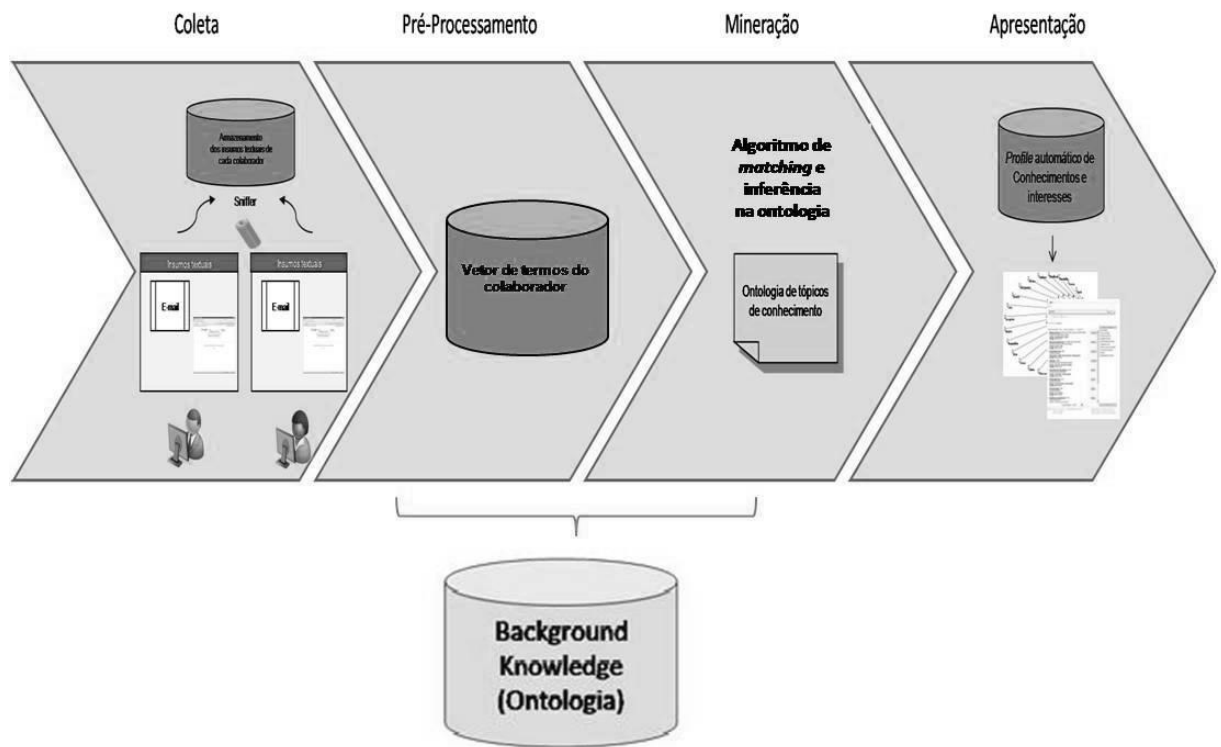 Coleta
Pré-Processamento
Mineração
Apresentação
Armazenamento
dos insumos textuais de
cada colaborador
Sniffer
Insumos textuais
Insumos textuais
E-mail
E-mail
Vetor de termos do
colaborador
Algoritmo de
matching e
inferência
na ontologia
Ontologia de tópicos
de conhecimento
Profile automático de
Conhecimentos e
interesses
Background
Knowledge
(Ontologia)